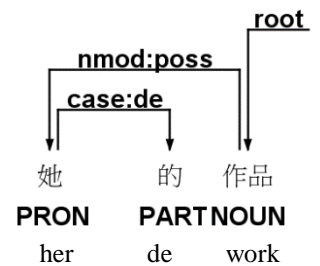 root
nmod:poss
case:de
她 的 作品
PRON PART NOUN
her de work